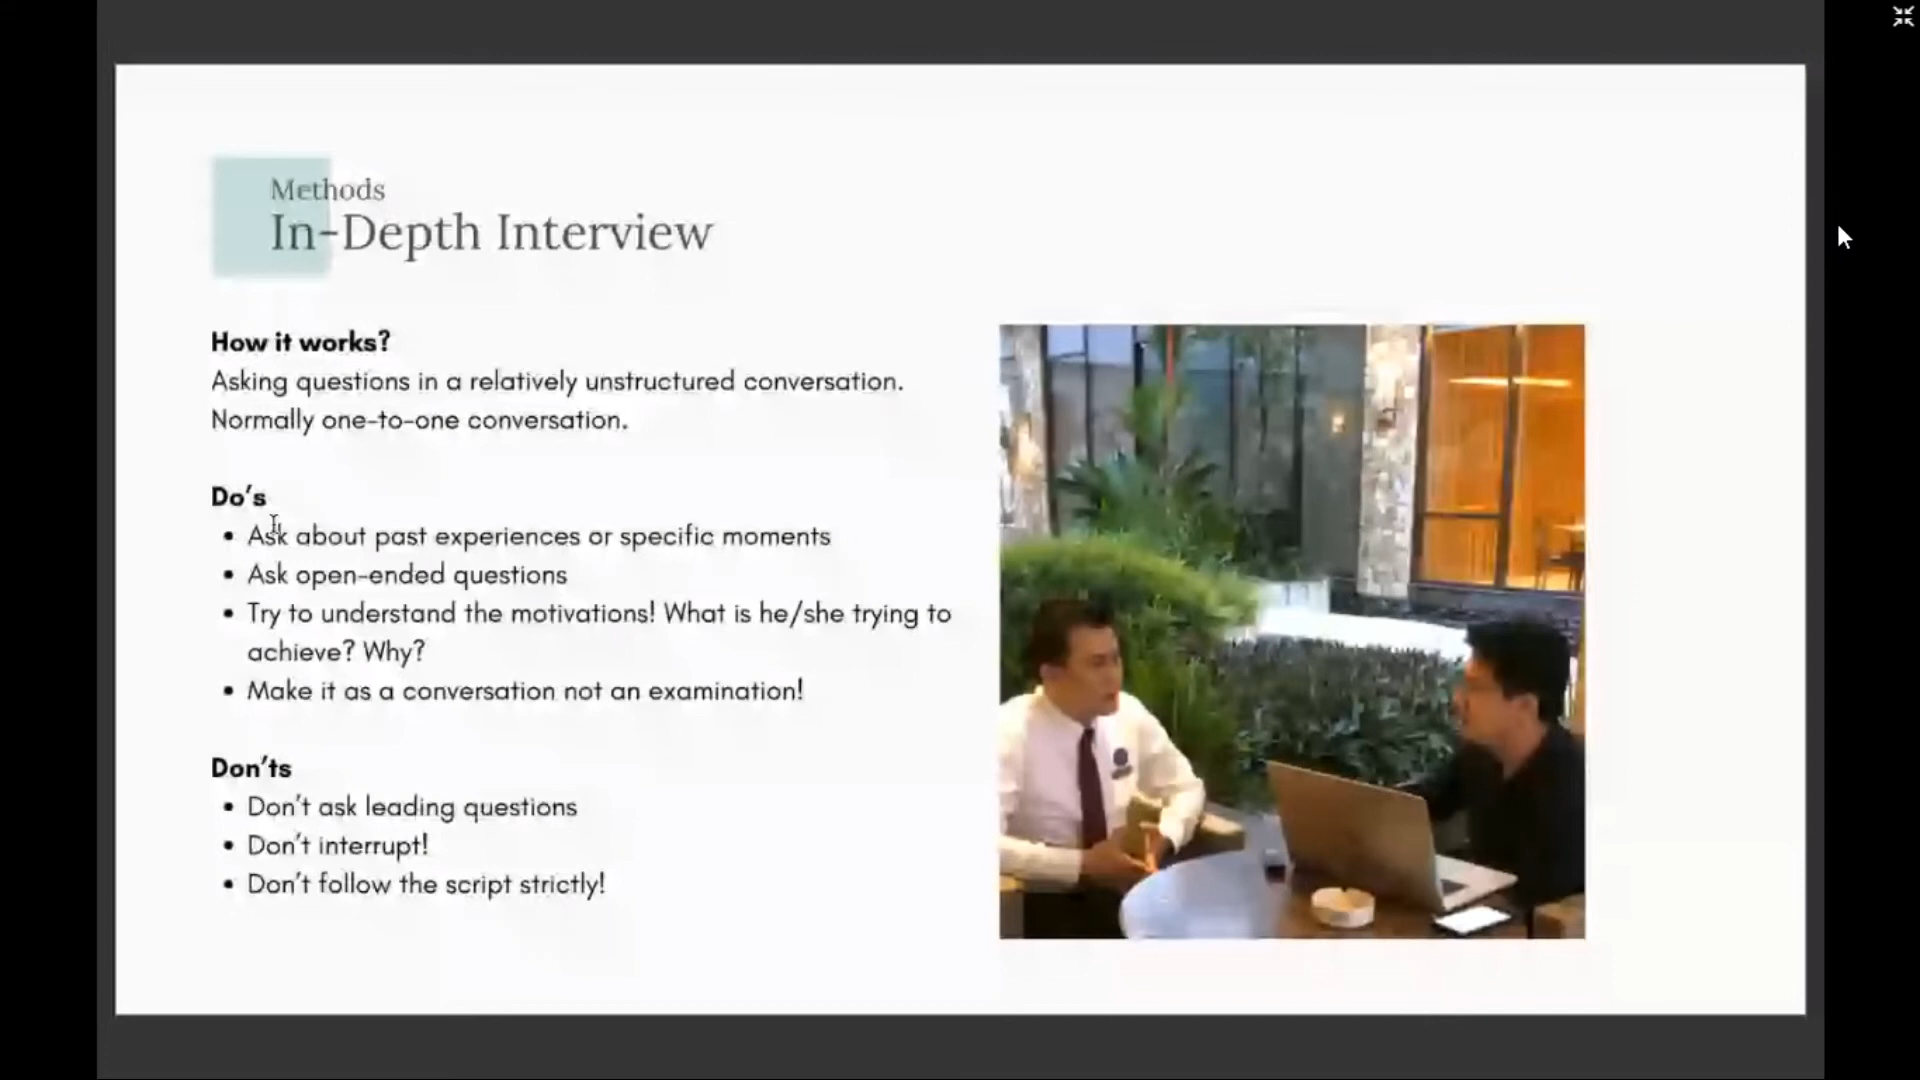 Methods
In-Depth Interview
How it works?
Asking questions in a relatively unstructured conversation.
Normally one-to-one conversation.
Do's
• Ask about past experiences or specific moments
• Ask open-ended questions
• Try to understand the motivations! What is he/she trying to
achieve? Why?
• Make it as a conversation not an examination!
Don'ts
• Don't ask leading questions
• Don't interrupt!
• Don't follow the script strictly!